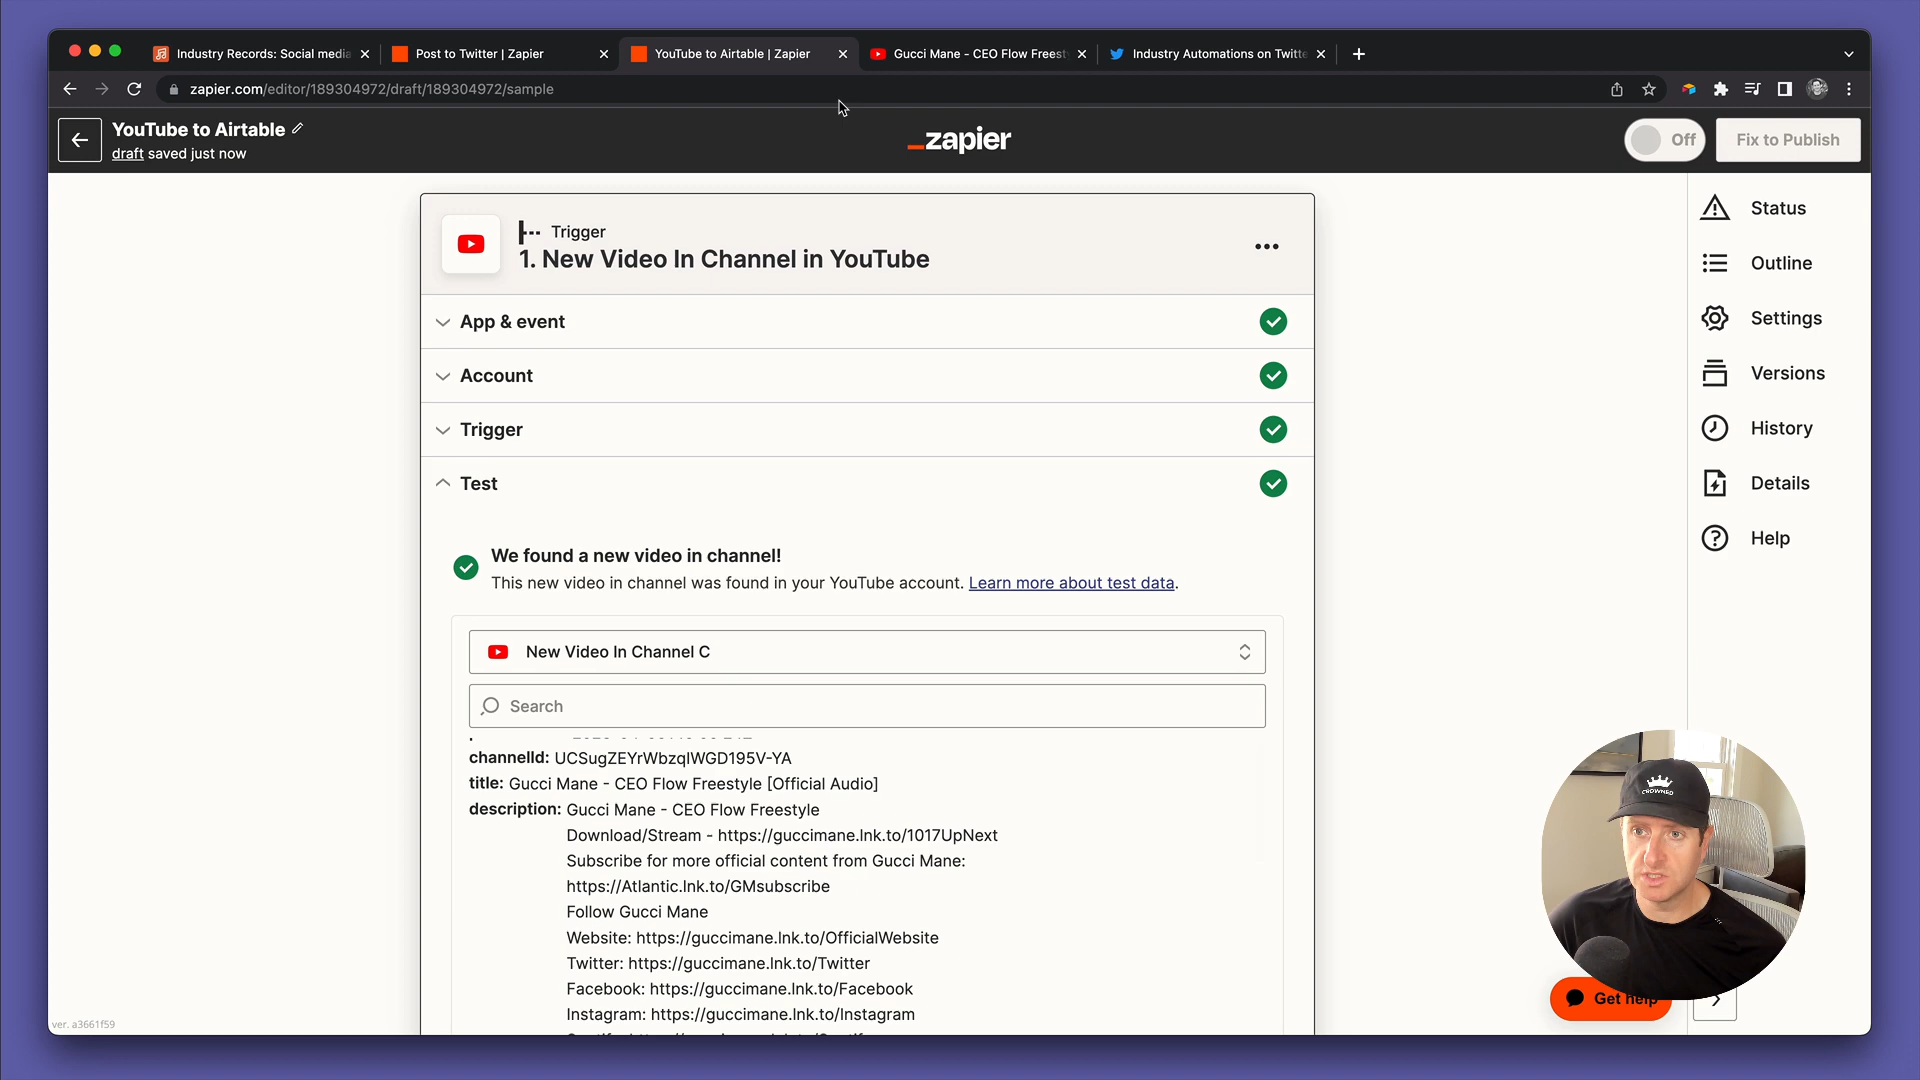 Industry Records: Social media
Post to Twitter | Zapier
YouTube to Airtable | Zapier
Gucci Mane - CEO Flow Freest
Industry Automations on Twitte
zapier.com/editor/189304972/draft/189304972/sample
YouTube to Airtable
draft saved just now
zapier
Off
Fix to Publish
Trigger
1. New Video In Channel in YouTube
App & event
Account
Trigger
Test
We found a new video in channel!
This new video in channel was found in your YouTube account. Learn more about test data.
New Video In Channel C
Search
channelId: UCSugZEYrWbzqIWGD195V-YA
title: Gucci Mane - CEO Flow Freestyle [Official Audio]
description: Gucci Mane - CEO Flow Freestyle
Download/Stream - https://guccimane.lnk.to/1017UpNext
Subscribe for more official content from Gucci Mane:
https://Atlantic.lnk.to/GMsubscribe
Follow Gucci Mane
Website: https://guccimane.lnk.to/OfficialWebsite
Twitter: https://guccimane.lnk.to/Twitter
Facebook: https://guccimane.lnk.to/Facebook
Instagram: https://guccimane.lnk.to/Instagram
Status
Outline
Settings
Versions
History
Details
Help
CROWNED
Get help
ver. a3661f59